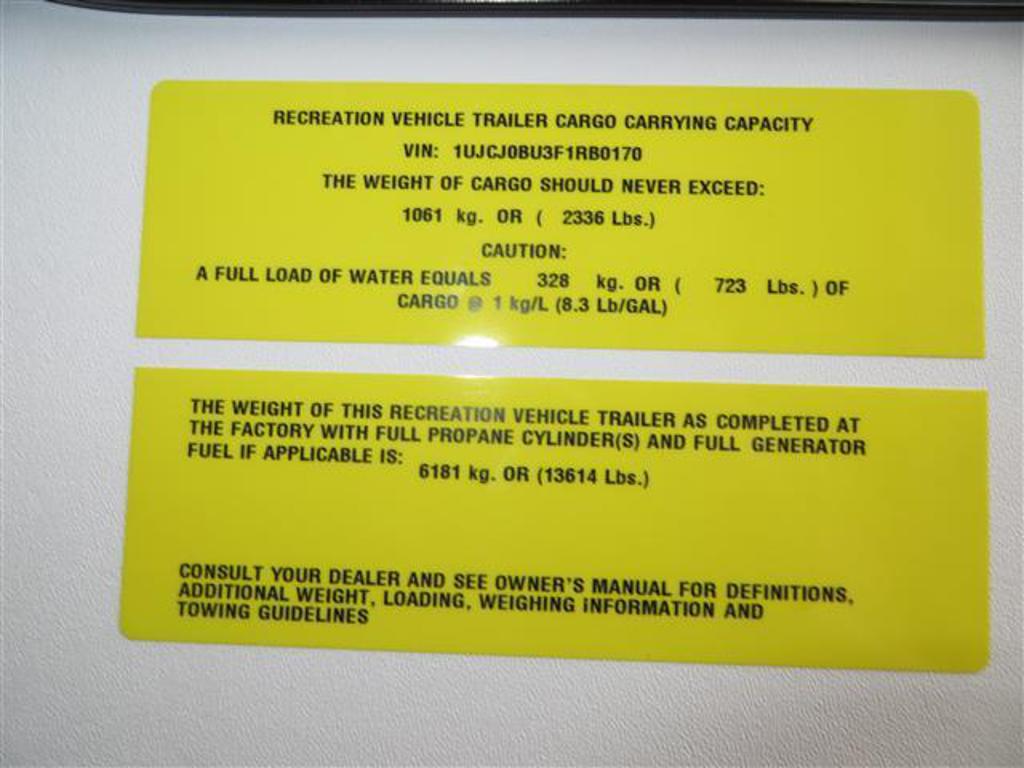 RECREATION VEHICLE TRAILER CARGO CARRYING CAPACITY
VIN: 1UJCJ0BU3F1RB0170
THE WEIGHT OF CARGO SHOULD NEVER EXCEED:
1061 kg. OR ( 2336 Lbs.)
CAUTION:
A FULL LOAD OF WATER EQUALS 328 kg. OR ( 723 Lbs. ) OF
CARGO @ 1 kg/L (8.3 Lb/GAL)
THE WEIGHT OF THIS RECREATION VEHICLE TRAILER AS COMPLETED AT
THE FACTORY WITH FULL PROPANE CYLINDER(S) AND FULL GENERATOR
FUEL IF APPLICABLE IS:
6181 kg. OR (13614 Lbs.)
CONSULT YOUR DEALER AND SEE OWNER'S MANUAL FOR DEFINITIONS,
ADDITIONAL WEIGHT, LOADING, WEIGHING INFORMATION AND
TOWING GUIDELINES